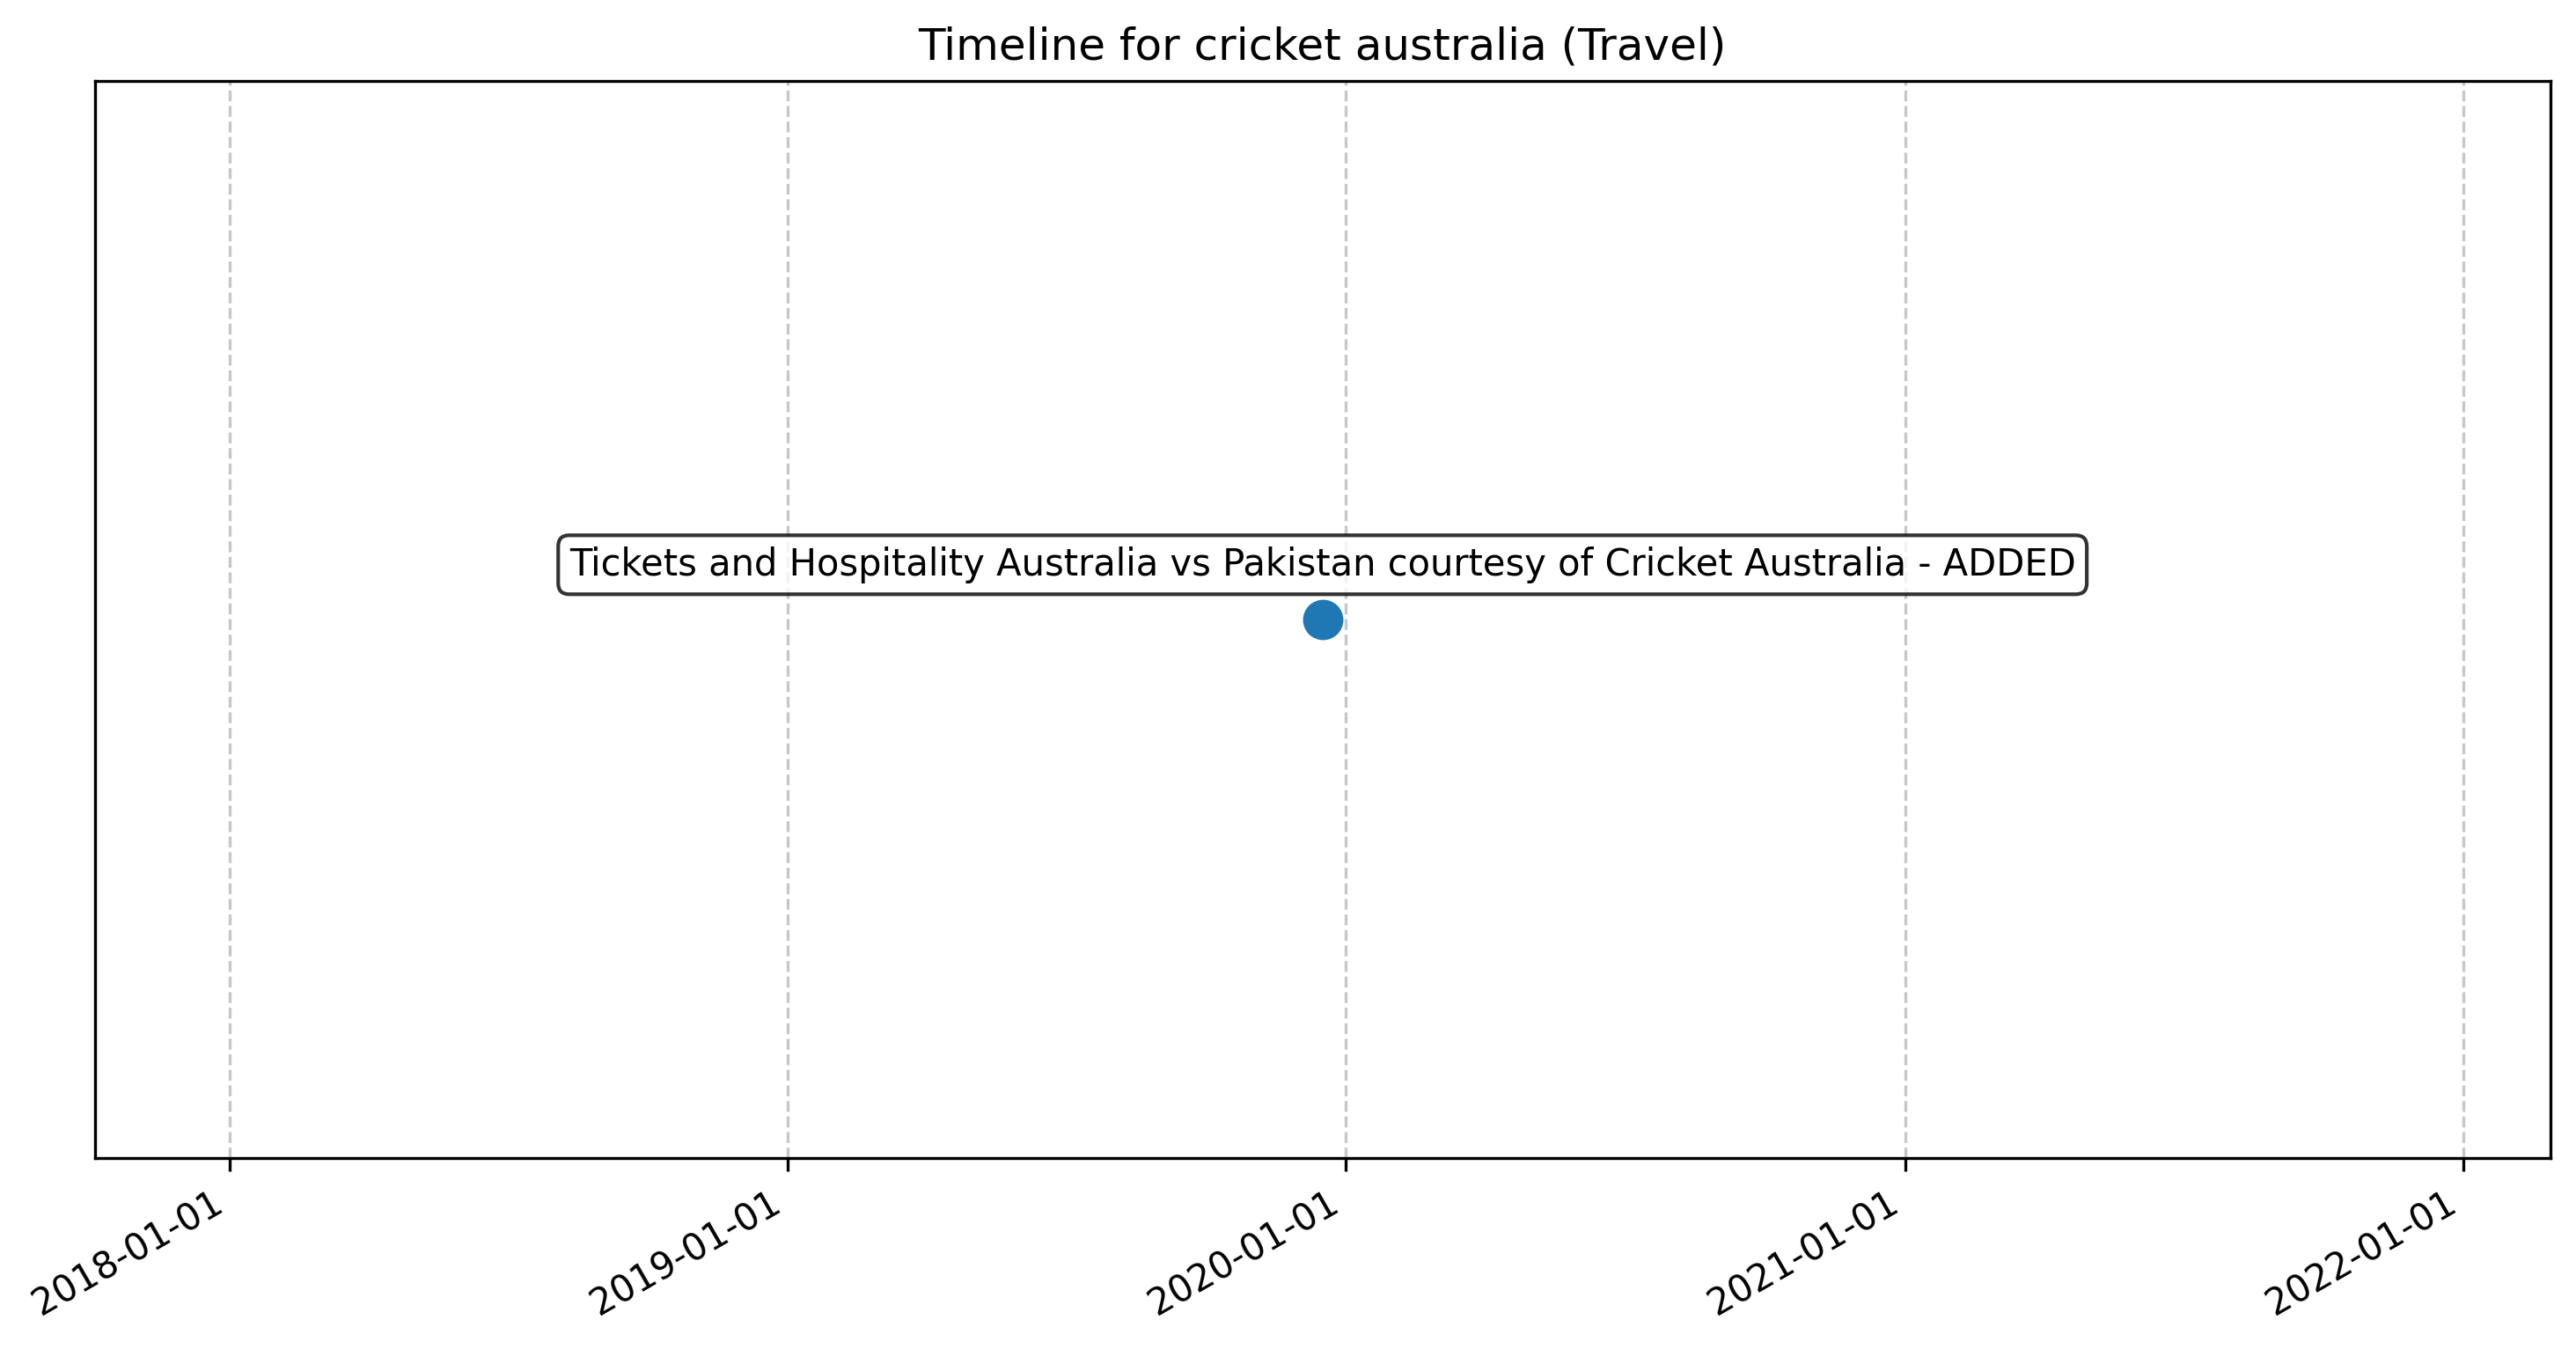 Timeline for cricket australia (Travel)
Tickets and Hospitality Australia vs Pakistan courtesy of Cricket Australia - ADDED
2018-01-01
2019-01-01
2020-01-01
2021-01-01
2022-01-01